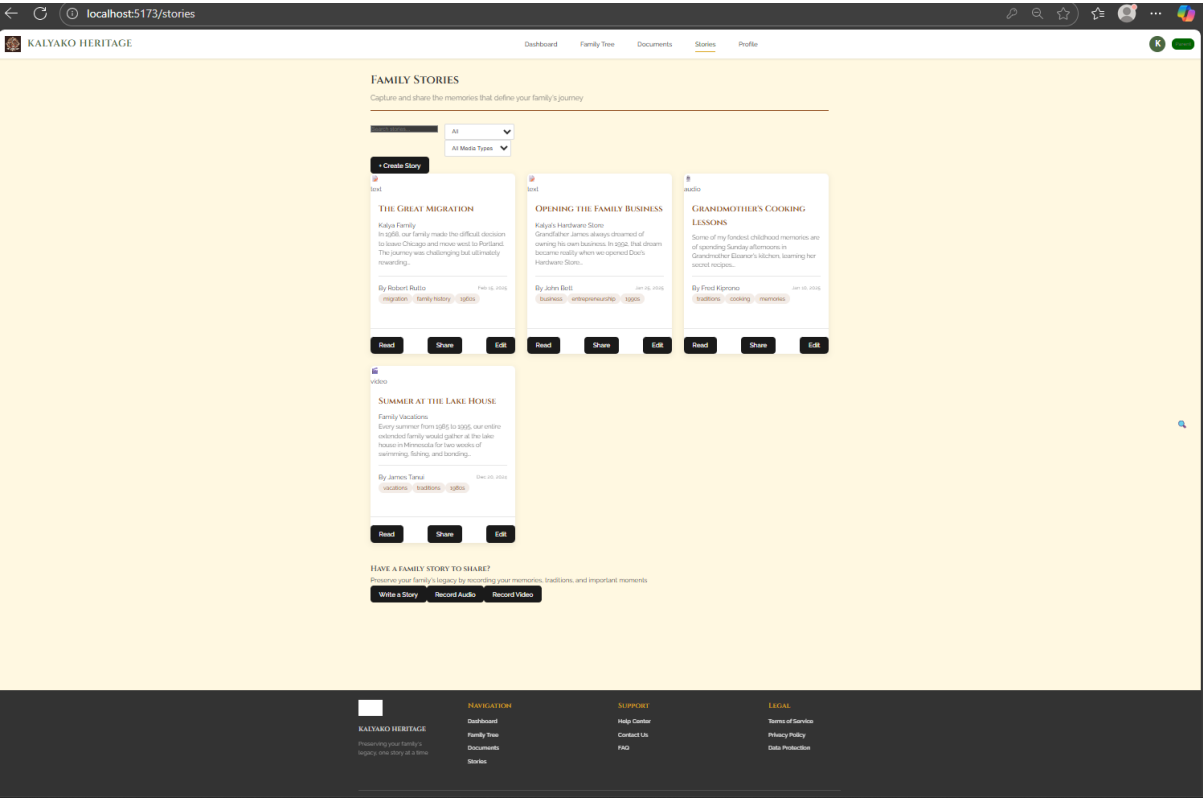 localhost:5173/stories
KALYAKO HERITAGE
Dashboard Family Tree Documents Stories Profile
K
FAMILY STORIES
Capture and share the memories that define your family's journey
All
All Media Types
+ Create Story
text
THE GREAT MIGRATION
Kalya Family
In 1968, our family made the difficult decision
to leave Chicago and move west to Portland.
The journey was challenging but ultimately
rewarding...
By Robert Rutto Feb 15, 2025
migration family history 1960s
Read Share Edit
text
OPENING THE FAMILY BUSINESS
Kalya's Hardware Store
Grandfather James always dreamed of
owning his own business. In 1992, that dream
became reality when we opened Doe's
Hardware Store...
By John Bett Jan 25, 2025
business entrepreneurship 1990s
Read Share Edit
audio
GRANDMOTHER'S COOKING
LESSONS
Some of my fondest childhood memories are
of spending Sunday afternoons in
Grandmother Eleanor's kitchen, learning her
secret recipes...
By Fred Kiprono Jan 10, 2025
traditions cooking memories
Read Share Edit
video
SUMMER AT THE LAKE HOUSE
Family Vacations
Every summer from 1985 to 1995, our entire
extended family would gather at the lake
house in Minnesota for two weeks of
swimming, fishing, and bonding...
By James Tanui Dec 20, 2024
vacations traditions 1980s
Read Share Edit
HAVE A FAMILY STORY TO SHARE?
Preserve your family's legacy by recording your memories, traditions, and important moments
Write a Story Record Audio Record Video
KALYAKO HERITAGE
Preserving your family's
legacy, one story at a time
NAVIGATION
Dashboard
Family Tree
Documents
Stories
SUPPORT
Help Center
Contact Us
FAQ
LEGAL
Terms of Service
Privacy Policy
Data Protection